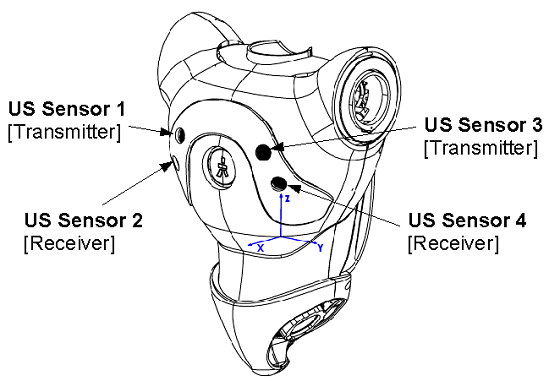 US Sensor 1
[Transmitter]
US Sensor 3
[Transmitter]
US Sensor 2
[Receiver]
US Sensor 4
[Receiver]
Z
X
Y